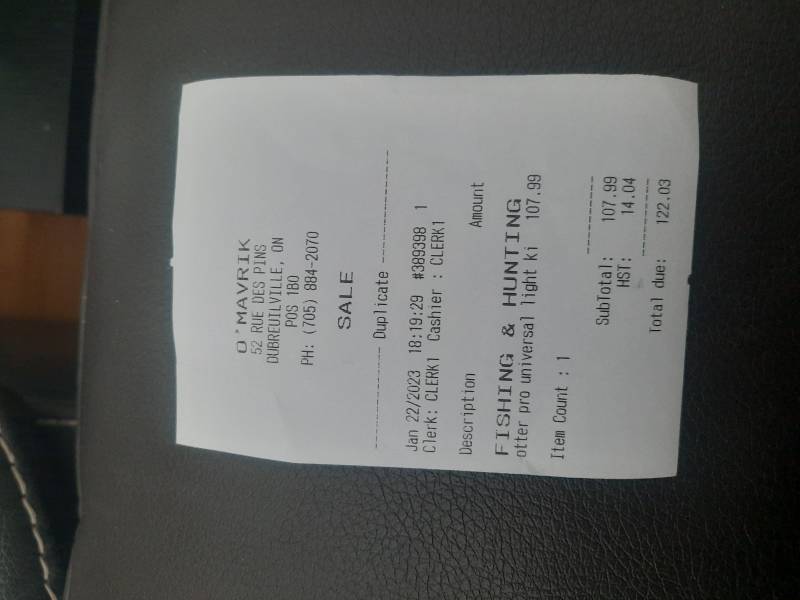 O'MAVRIK
52 RUE DES PINS
DUBREUILVILLE, ON
POS 1B0
PH: (705) 884-2070
SALE
---------- Duplicate ----------
Jan 22/2023 18:19:29 #389398 1
Clerk: CLERK1 Cashier : CLERK1
Description Amount
FISHING & HUNTING
otter pro universal light ki 107.99
Item Count : 1
----------
SubTotal: 107.99
HST: 14.04
----------
Total due: 122.03